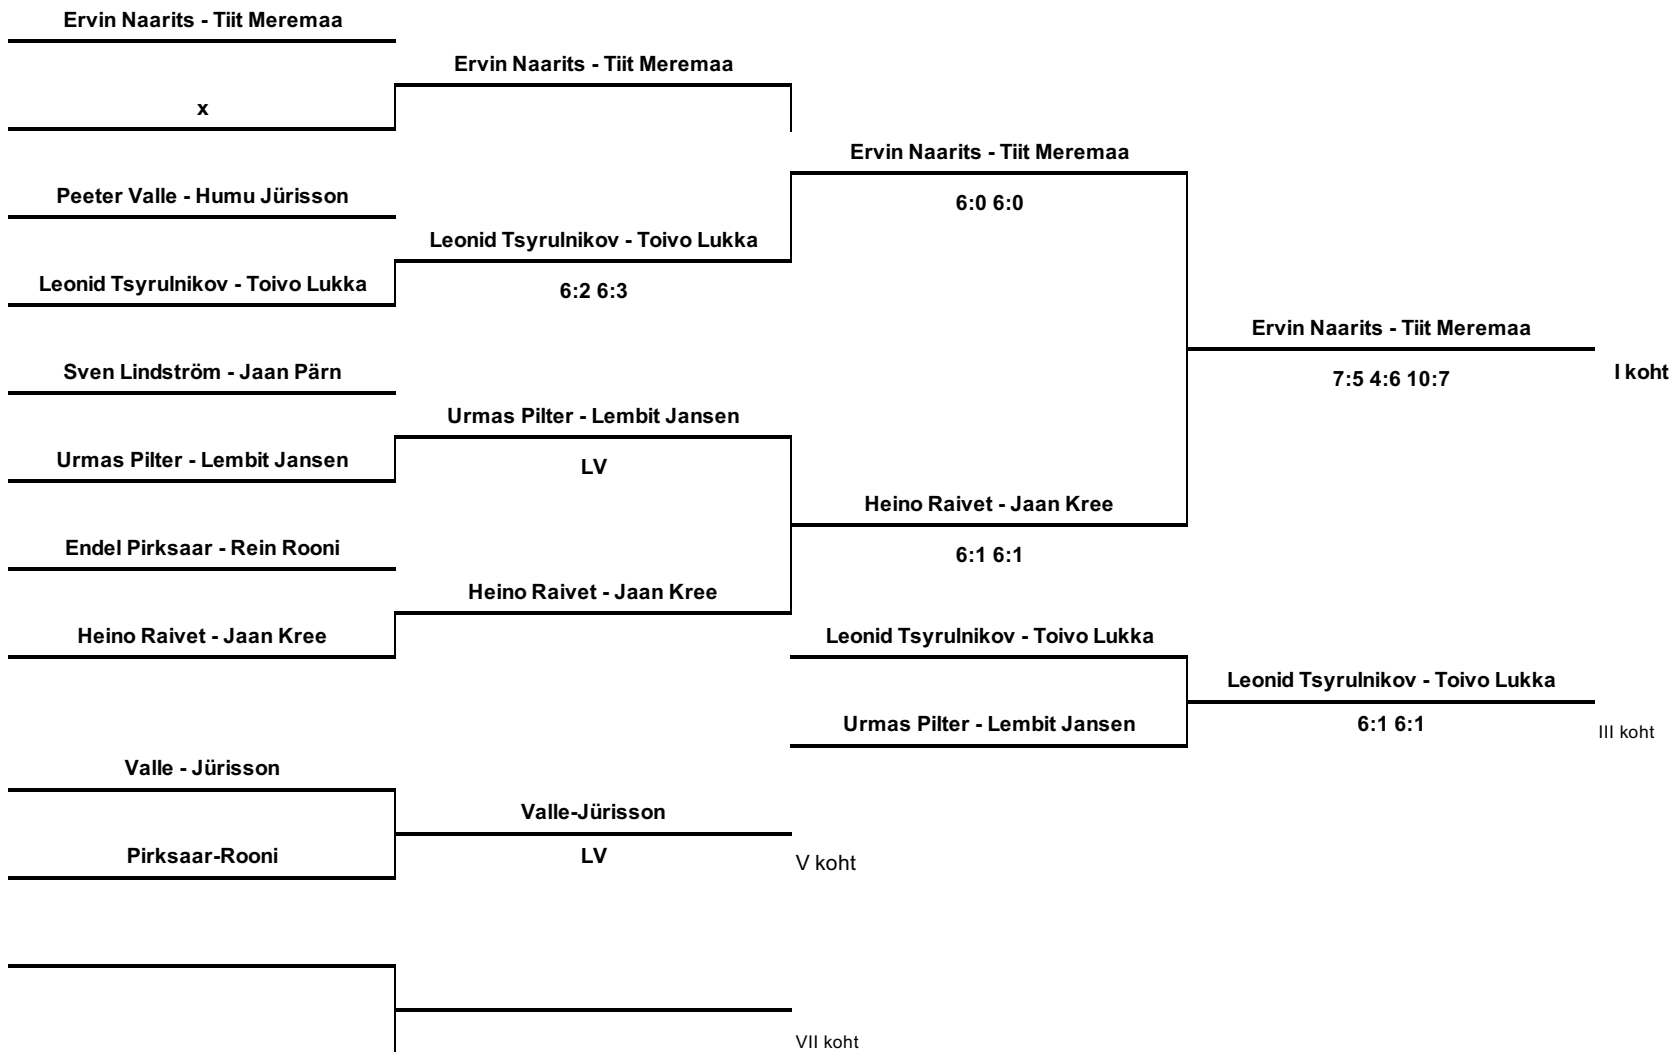 Ervin Naarits - Tiit Meremaa
Ervin Naarits - Tiit Meremaa
x
Ervin Naarits - Tiit Meremaa
Peeter Valle - Humu Jürisson
6:0 6:0
Leonid Tsyrulnikov - Toivo Lukka
Leonid Tsyrulnikov - Toivo Lukka
6:2 6:3
Ervin Naarits - Tiit Meremaa
Sven Lindström - Jaan Pärn
7:5 4:6 10:7
I koht
Urmas Pilter - Lembit Jansen
Urmas Pilter - Lembit Jansen
LV
Heino Raivet - Jaan Kree
Endel Pirksaar - Rein Rooni
6:1 6:1
Heino Raivet - Jaan Kree
Heino Raivet - Jaan Kree
Leonid Tsyrulnikov - Toivo Lukka
Leonid Tsyrulnikov - Toivo Lukka
Urmas Pilter - Lembit Jansen
6:1 6:1
III koht
Valle - Jürisson
Valle-Jürisson
Pirksaar-Rooni
LV
V koht
VII koht